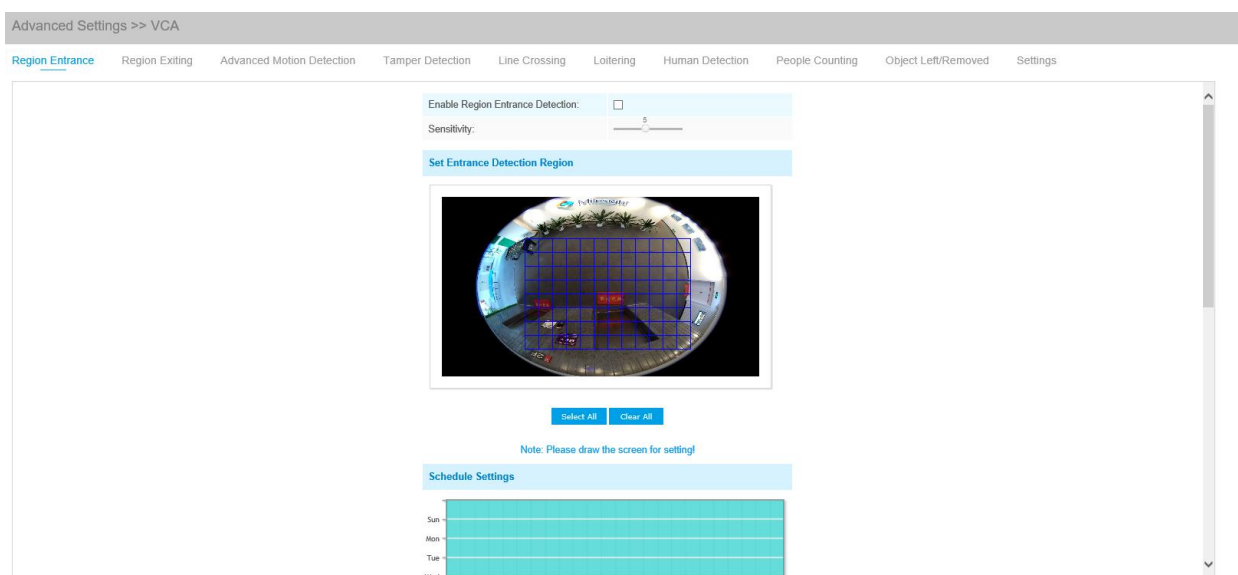 Advanced Settings >> VCA
Region Entrance Region Exiting Advanced Motion Detection Tamper Detection Line Crossing Loitering Human Detection People Counting Object Left/Removed Settings
Enable Region Entrance Detection:
5
Sensitivity:
Set Entrance Detection Region
Select All Clear All
Note: Please draw the screen for setting!
Schedule Settings
Sun
Mon
Tue